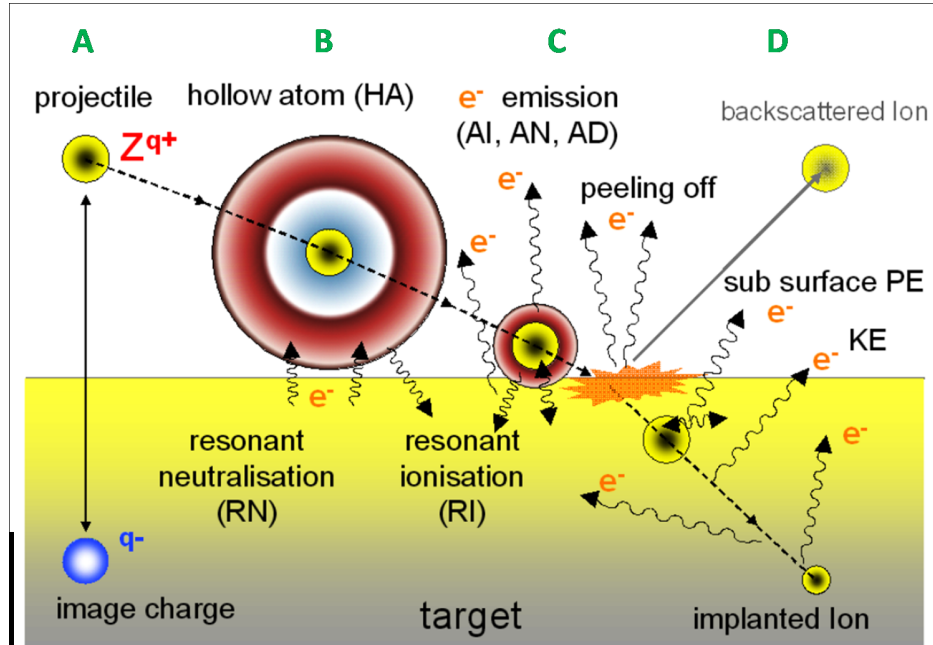 A
B
C
D
projectile
Z^q+
hollow atom (HA)
e- emission
(AI, AN, AD)
backscattered Ion
e-
peeling off
e-
e-
sub surface PE
e-
KE
e-
e-
resonant
neutralisation
(RN)
resonant
ionisation
(RI)
e-
e-
q-
image charge
target
implanted Ion